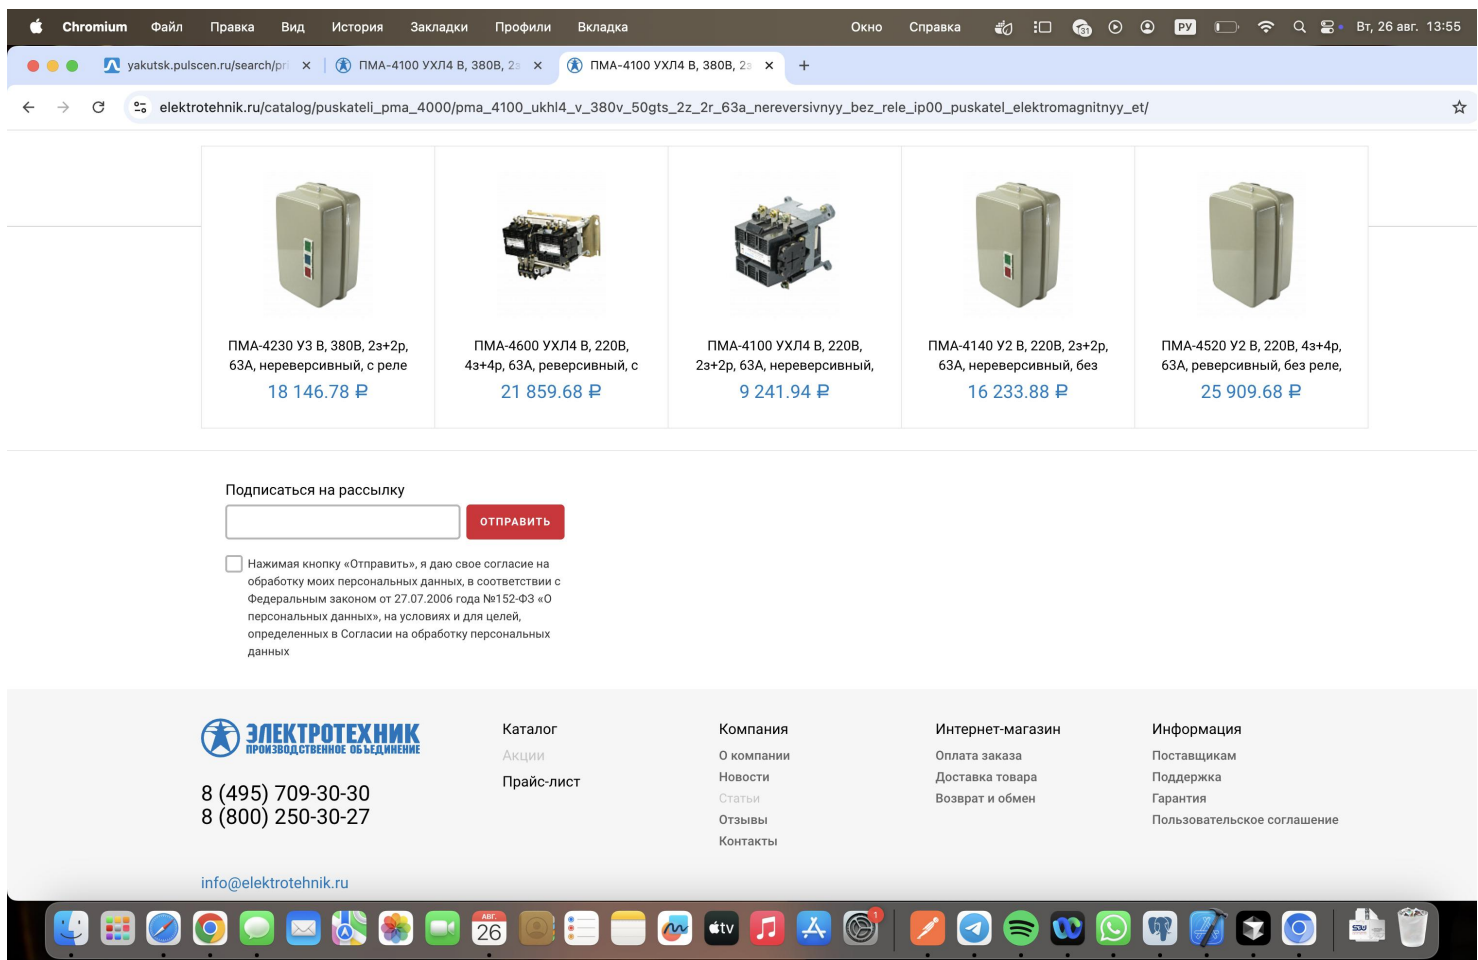 Chromium Файл Правка Вид История Закладки Профили Вкладка Окно Справка 31 РУ Вт, 26 авг. 13:55
yakutsk.pulscen.ru/search/pri ПМА-4100 УХЛ4 В, 380В, 2з ПМА-4100 УХЛ4 В, 380В, 2з
elektrotehnik.ru/catalog/puskateli_pma_4000/pma_4100_ukhl4_v_380v_50gts_2z_2r_63a_nereversivnyy_bez_rele_ip00_puskatel_elektromagnitnyy_et/
ПМА-4230 У3 В, 380В, 2з+2р,
63А, нереверсивный, с реле
18 146.78 ₽
ПМА-4600 УХЛ4 В, 220В,
4з+4р, 63А, реверсивный, с
21 859.68 ₽
ПМА-4100 УХЛ4 В, 220В,
2з+2р, 63А, нереверсивный,
9 241.94 ₽
ПМА-4140 У2 В, 220В, 2з+2р,
63А, нереверсивный, без
16 233.88 ₽
ПМА-4520 У2 В, 220В, 4з+4р,
63А, реверсивный, без реле,
25 909.68 ₽
Подписаться на рассылку
ОТПРАВИТЬ
Нажимая кнопку «Отправить», я даю свое согласие на
обработку моих персональных данных, в соответствии с
Федеральным законом от 27.07.2006 года №152-ФЗ «О
персональных данных», на условиях и для целей,
определенных в Согласии на обработку персональных
данных
ЭЛЕКТРОТЕХНИК
ПРОИЗВОДСТВЕННОЕ ОБЪЕДИНЕНИЕ
8 (495) 709-30-30
8 (800) 250-30-27
info@elektrotehnik.ru
Каталог
Акции
Прайс-лист
Компания
О компании
Новости
Статьи
Отзывы
Контакты
Интернет-магазин
Оплата заказа
Доставка товара
Возврат и обмен
Информация
Поставщикам
Поддержка
Гарантия
Пользовательское соглашение
АВГ.
26
tv
1